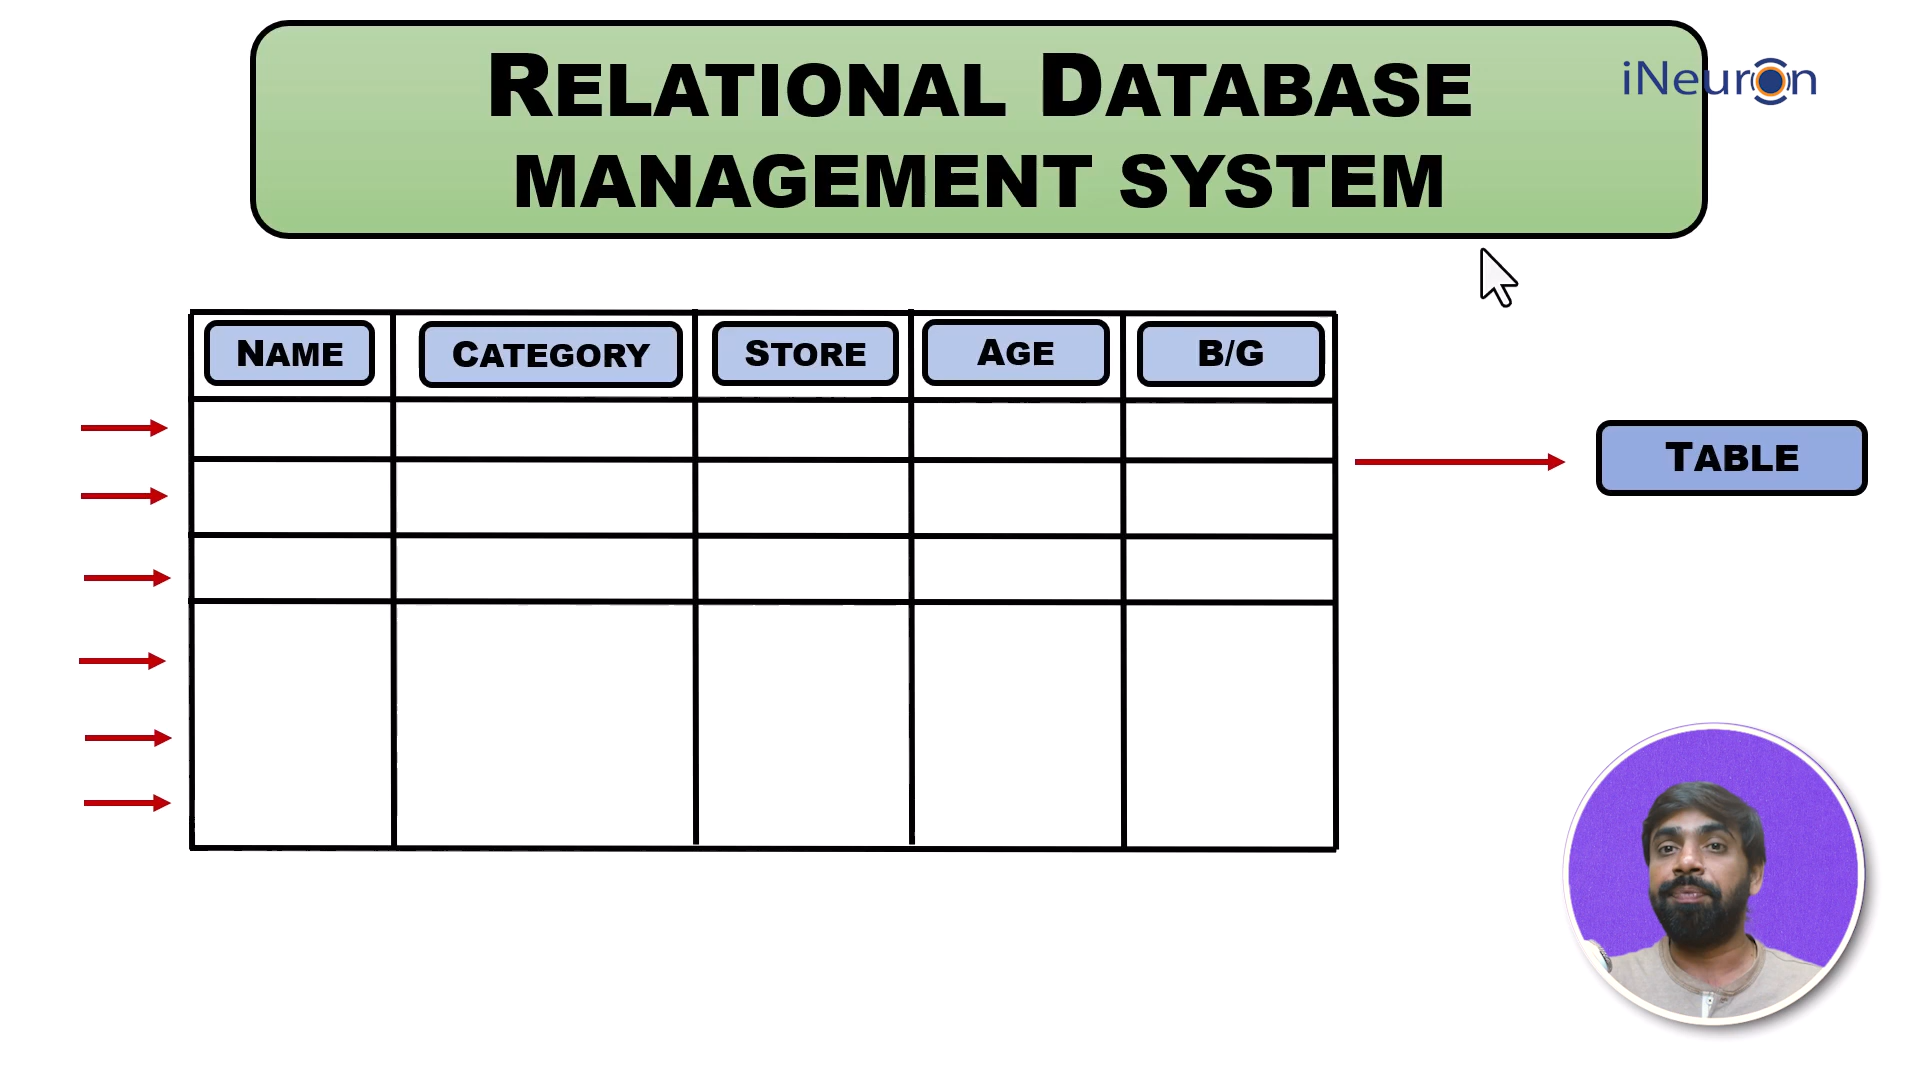 RELATIONAL DATABASE
MANAGEMENT SYSTEM
iNeuron
NAME CATEGORY STORE AGE B/G
TABLE